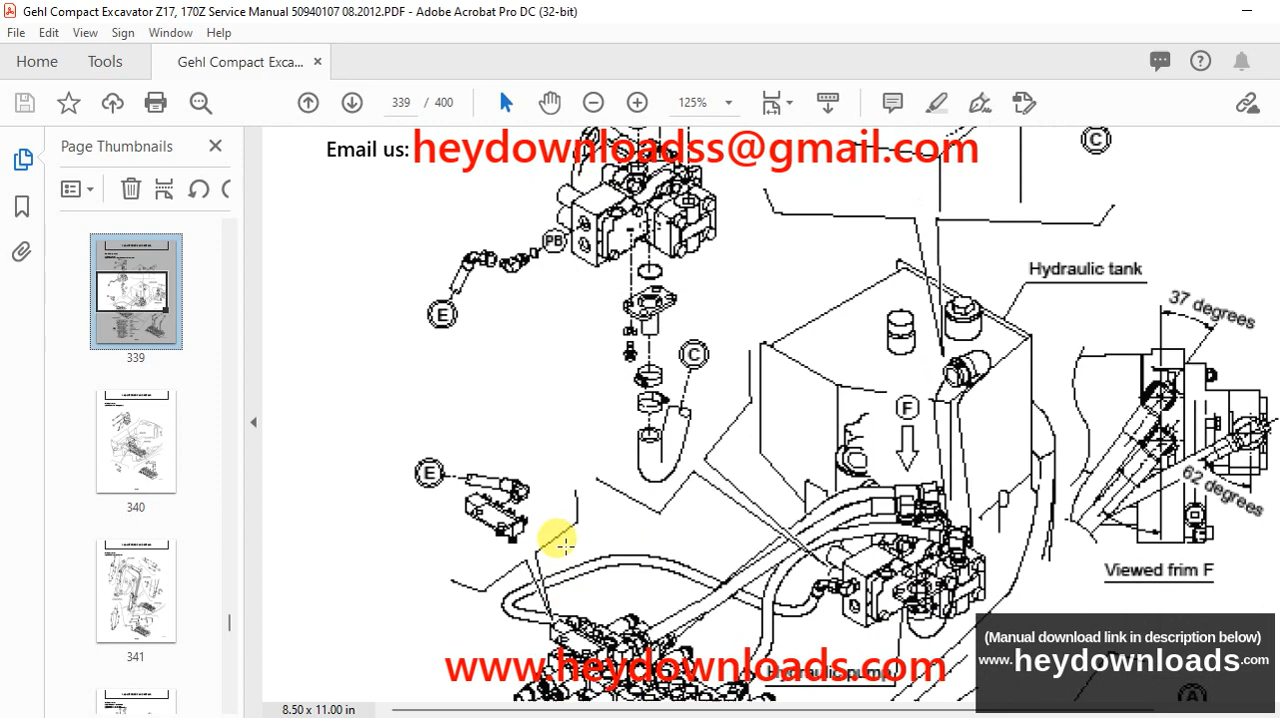 Gehl Compact Excavator Z17, 170Z Service Manual 50940107 08.2012.PDF - Adobe Acrobat Pro DC (32-bit)
File Edit View Sign Window Help
Home Tools Gehl Compact Exca... ×
339 / 400 125%
Page Thumbnails
339
340
341
Email us: heydownloadss@gmail.com
C
PB
E
Hydraulic tank
37 degrees
C
F
E
62 degrees
Viewed frim F
(Manual download link in description below)
www.heydownloads.com
www.heydownloads.com
Hydraulic pump
A
8.50 x 11.00 in